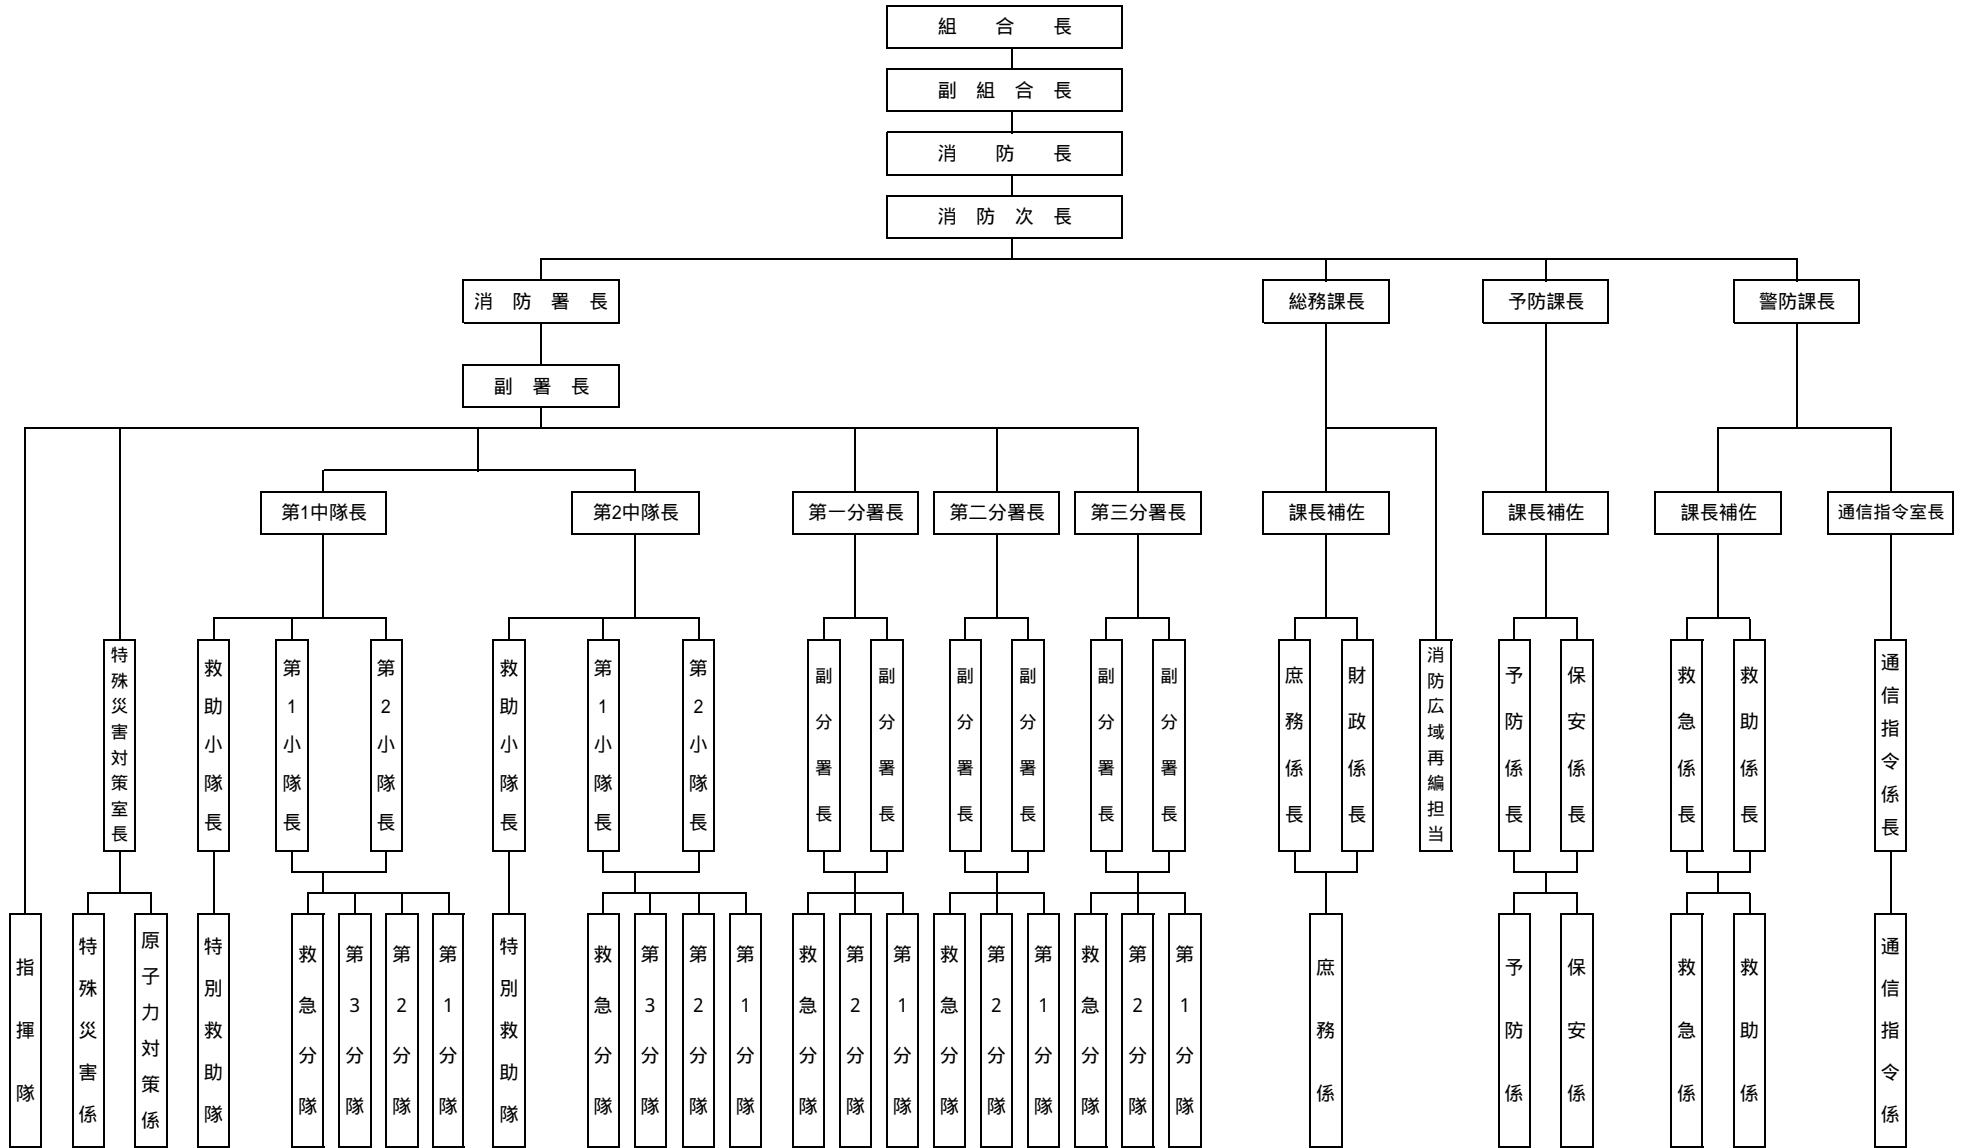 組合長
副組合長
消防長
消防次長
消防署長
総務課長
予防課長
警防課長
副署長
第1中隊長
第2中隊長
第一分署長
第二分署長
第三分署長
課長補佐
課長補佐
課長補佐
通信指令室長
特殊災害対策室長
救助小隊長
第1小隊長
第2小隊長
救助小隊長
第1小隊長
第2小隊長
副分署長
副分署長
副分署長
副分署長
副分署長
副分署長
庶務係長
財政係長
消防広域再編担当
予防係長
保安係長
救急係長
救助係長
通信指令係長
指揮隊
特殊災害係
原子力対策係
特別救助隊
救急分隊
第3分隊
第2分隊
第1分隊
特別救助隊
救急分隊
第3分隊
第2分隊
第1分隊
救急分隊
第2分隊
第1分隊
救急分隊
第2分隊
第1分隊
救急分隊
第2分隊
第1分隊
庶務係
予防係
保安係
救急係
救助係
通信指令係